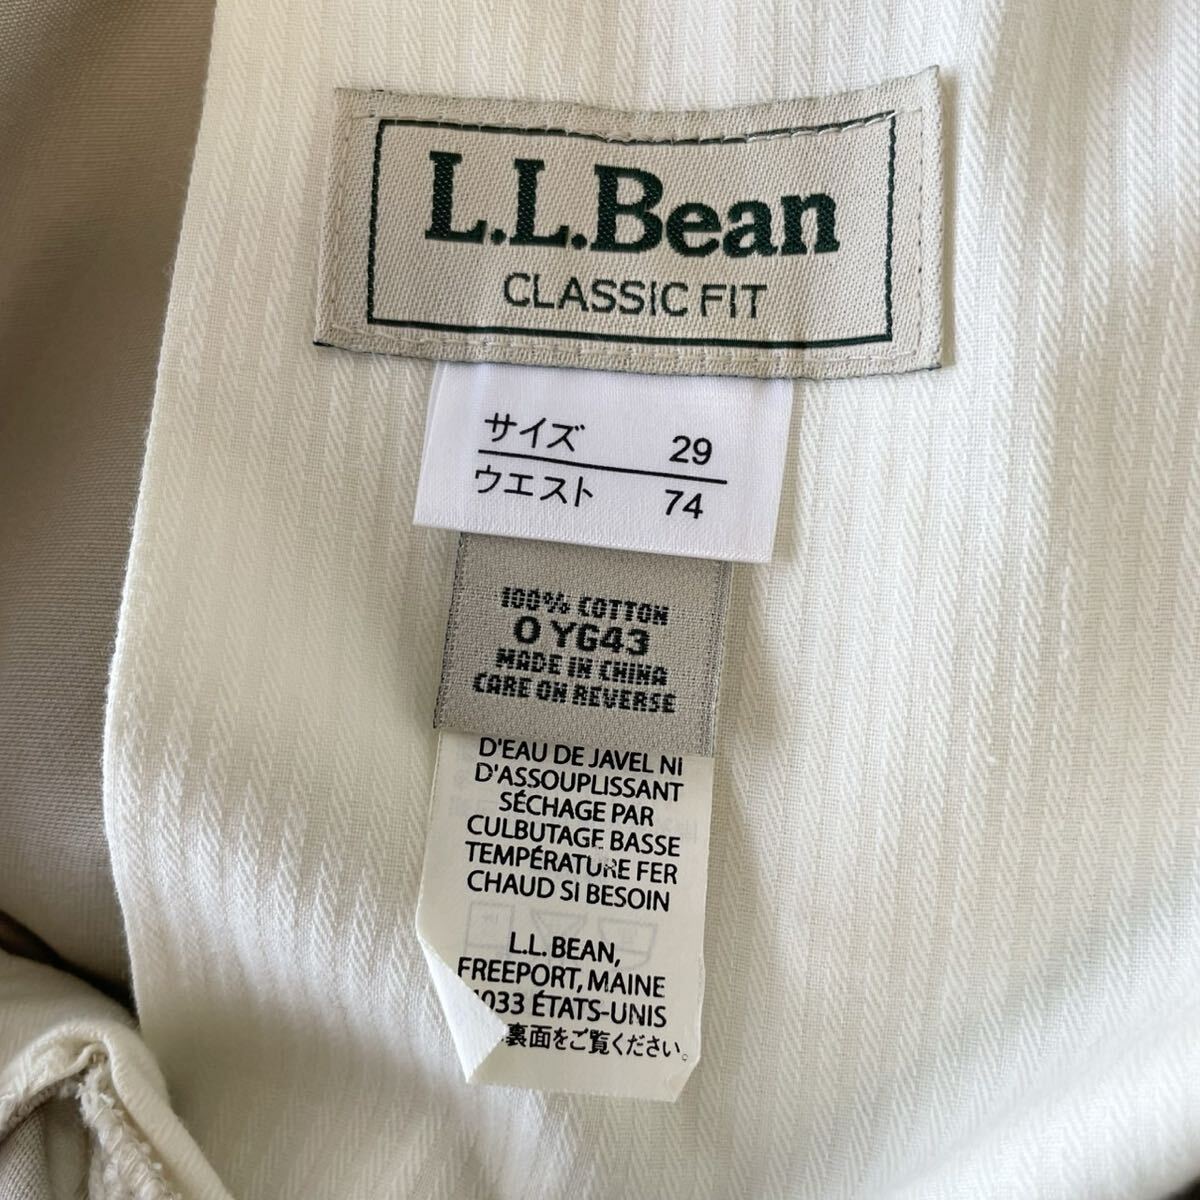 L.L.Bean
CLASSIC FIT
サイズ 29
ウエスト 74
100% COTTON
O YG43
MADE IN CHINA
CARE ON REVERSE
D'EAU DE JAVEL NI
D'ASSOUPLISSANT
SÉCHAGE PAR
CULBUTAGE BASSE
TEMPÉRATURE FER
CHAUD SI BESOIN
L.L. BEAN,
FREEPORT, MAINE
4033 ÉTATS-UNIS
裏面をご覧ください。